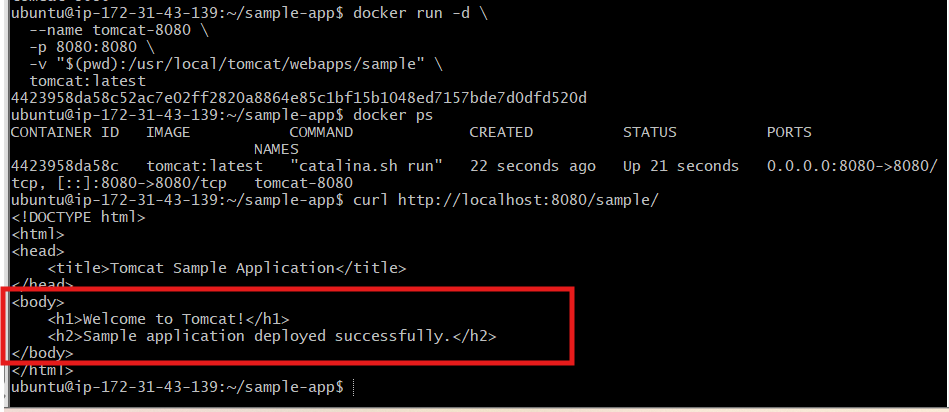 ubuntu@ip-172-31-43-139:~/sample-app$ docker run -d \
  --name tomcat-8080 \
  -p 8080:8080 \
  -v "$(pwd):/usr/local/tomcat/webapps/sample" \
  tomcat:latest
4423958da58c52ac7e02ff2820a8864e85c1bf15b1048ed7157bde7d0dfd520d
ubuntu@ip-172-31-43-139:~/sample-app$ docker ps
CONTAINER ID   IMAGE           COMMAND             CREATED          STATUS          PORTS
                          NAMES
4423958da58c   tomcat:latest   "catalina.sh run"   22 seconds ago   Up 21 seconds   0.0.0.0:8080->8080/
tcp, [::]:8080->8080/tcp   tomcat-8080
ubuntu@ip-172-31-43-139:~/sample-app$ curl http://localhost:8080/sample/
<!DOCTYPE html>
<html>
<head>
    <title>Tomcat Sample Application</title>
</head>
<body>
    <h1>Welcome to Tomcat!</h1>
    <h2>Sample application deployed successfully.</h2>
</body>
</html>
ubuntu@ip-172-31-43-139:~/sample-app$